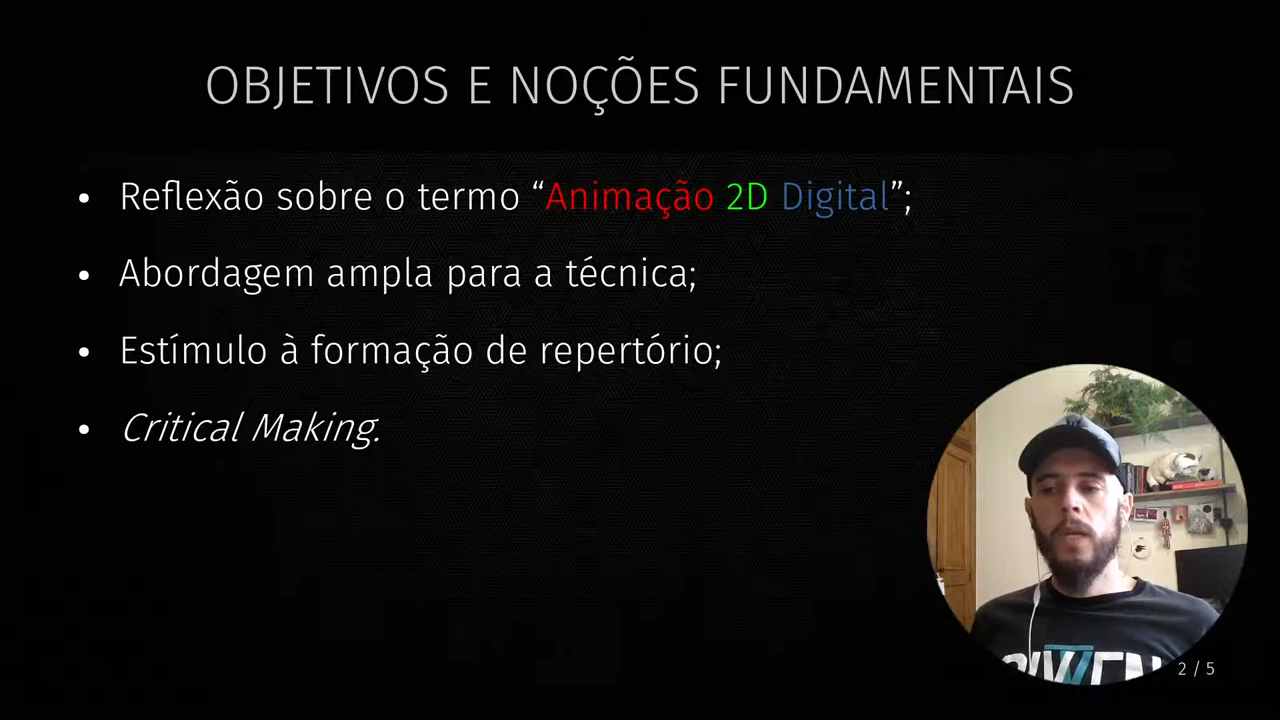 OBJETIVOS E NOÇÕES FUNDAMENTAIS
• Reflexão sobre o termo “Animação 2D Digital”;
• Abordagem ampla para a técnica;
• Estímulo à formação de repertório;
• Critical Making.
2 / 5